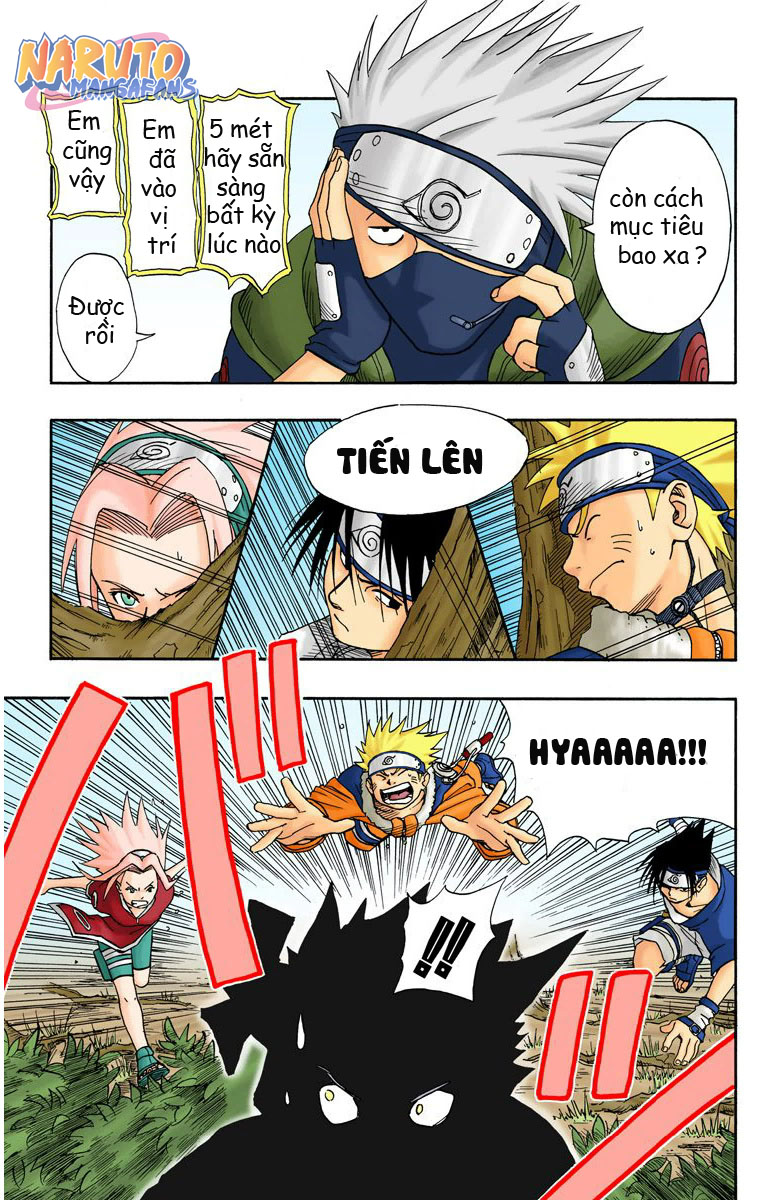 NARUTO
MANGAFANS
còn cách
mục tiêu
bao xa ?
5 mét
hãy sẵn
sàng
bất kỳ
lúc nào
Em
đã
vào
vị
trí
Em
cũng
vậy
Được
rồi
TIẾN LÊN
HYAAAAA!!!
!!